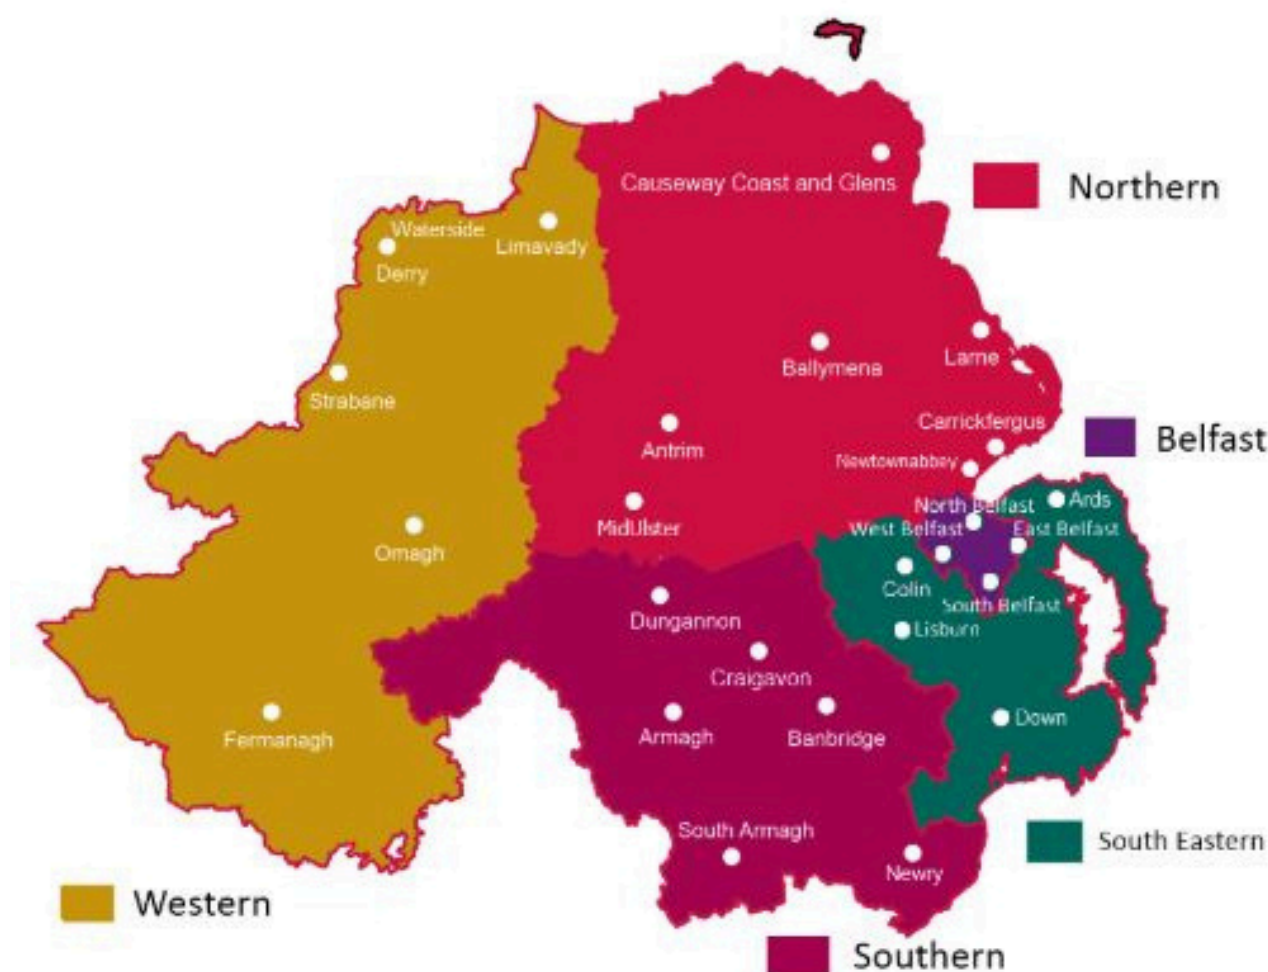 Causeway Coast and Glens
Northern
Waterside
Limavady
Derry
Larne
Ballymena
Strabane
Carrickfergus
Belfast
Antrim
Newtownabbey
Ards
North Belfast
MidUlster
West Belfast
East Belfast
Omagh
Colin
South Belfast
Dungannon
Lisburn
Craigavon
Down
Fermanagh
Armagh
Banbridge
South Armagh
South Eastern
Newry
Western
Southern